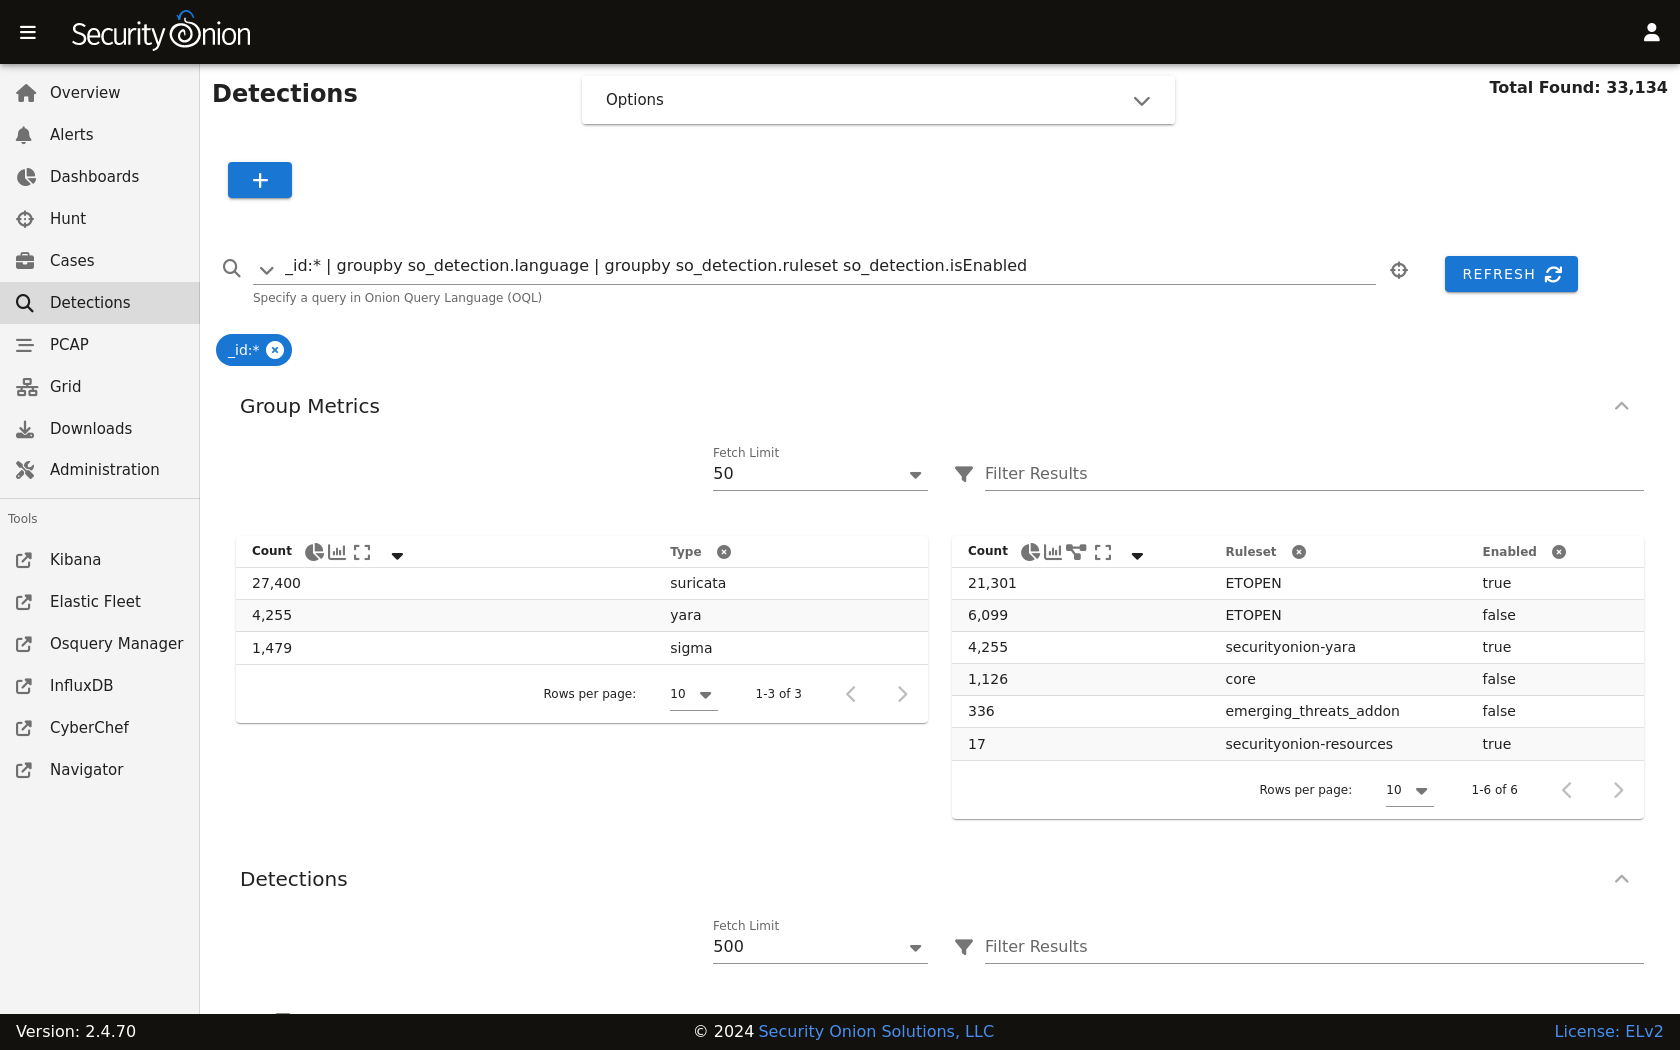 Security Onion
Overview
Alerts
Dashboards
Hunt
Cases
Detections
PCAP
Grid
Downloads
Administration
Tools
Kibana
Elastic Fleet
Osquery Manager
InfluxDB
CyberChef
Navigator
Detections
Options
Total Found: 33,134
+
_id:* | groupby so_detection.language | groupby so_detection.ruleset so_detection.isEnabled
REFRESH
Specify a query in Onion Query Language (OQL)
_id:*
Group Metrics
Fetch Limit
50
Filter Results
Count Type
27,400 suricata
4,255 yara
1,479 sigma
Rows per page: 10 1-3 of 3
Count Ruleset Enabled
21,301 ETOPEN true
6,099 ETOPEN false
4,255 securityonion-yara true
1,126 core false
336 emerging_threats_addon false
17 securityonion-resources true
Rows per page: 10 1-6 of 6
Detections
Fetch Limit
500
Filter Results
Version: 2.4.70
© 2024 Security Onion Solutions, LLC
License: ELv2